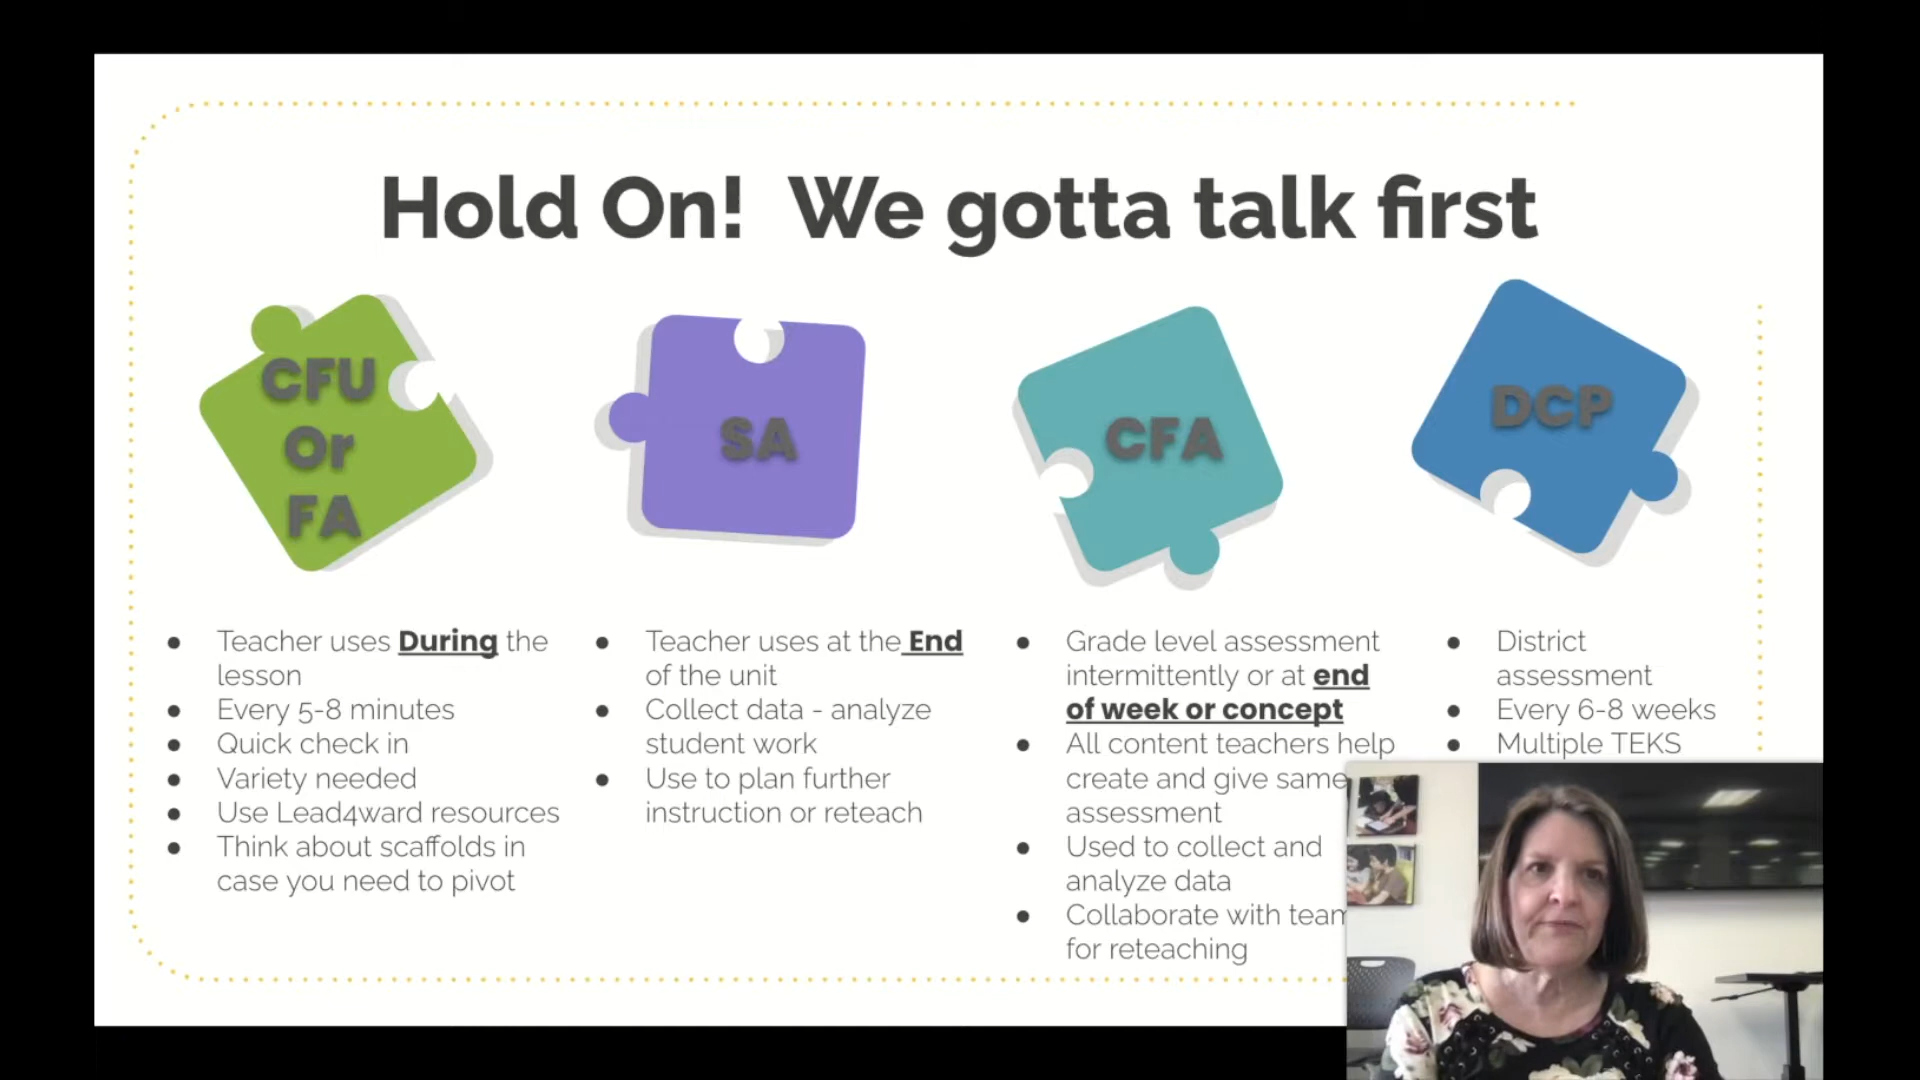 Hold On! We gotta talk first
CFU
Or
FA
SA
CFA
DCP
● Teacher uses During the
lesson
● Every 5-8 minutes
● Quick check in
● Variety needed
● Use Lead4ward resources
● Think about scaffolds in
case you need to pivot
● Teacher uses at the End
of the unit
● Collect data - analyze
student work
● Use to plan further
instruction or reteach
● Grade level assessment
intermittently or at end
of week or concept
● All content teachers help
create and give same
assessment
● Used to collect and
analyze data
● Collaborate with team
for reteaching
● District
assessment
● Every 6-8 weeks
● Multiple TEKS